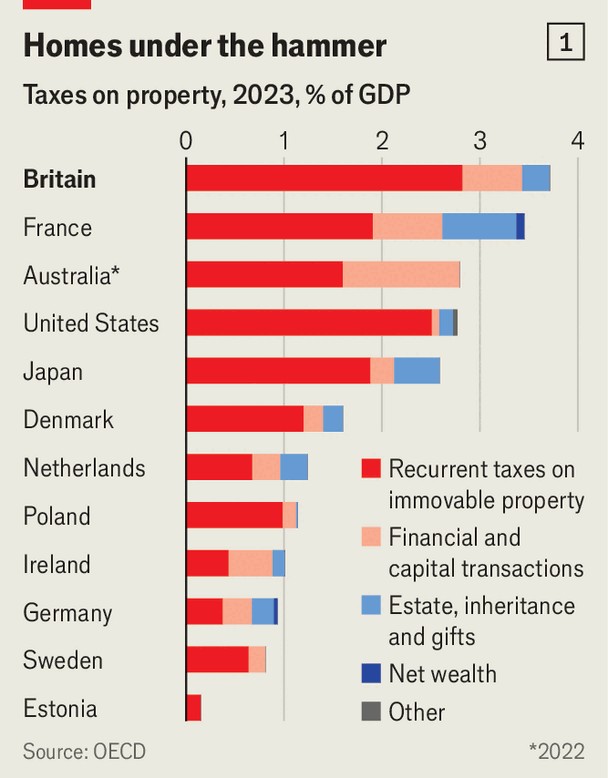 Homes under the hammer
1
Taxes on property, 2023, % of GDP
0 1 2 3 4
Britain
France
Australia*
United States
Japan
Denmark
Netherlands
Poland
Ireland
Germany
Sweden
Estonia
Recurrent taxes on
immovable property
Financial and
capital transactions
Estate, inheritance
and gifts
Net wealth
Other
Source: OECD
*2022